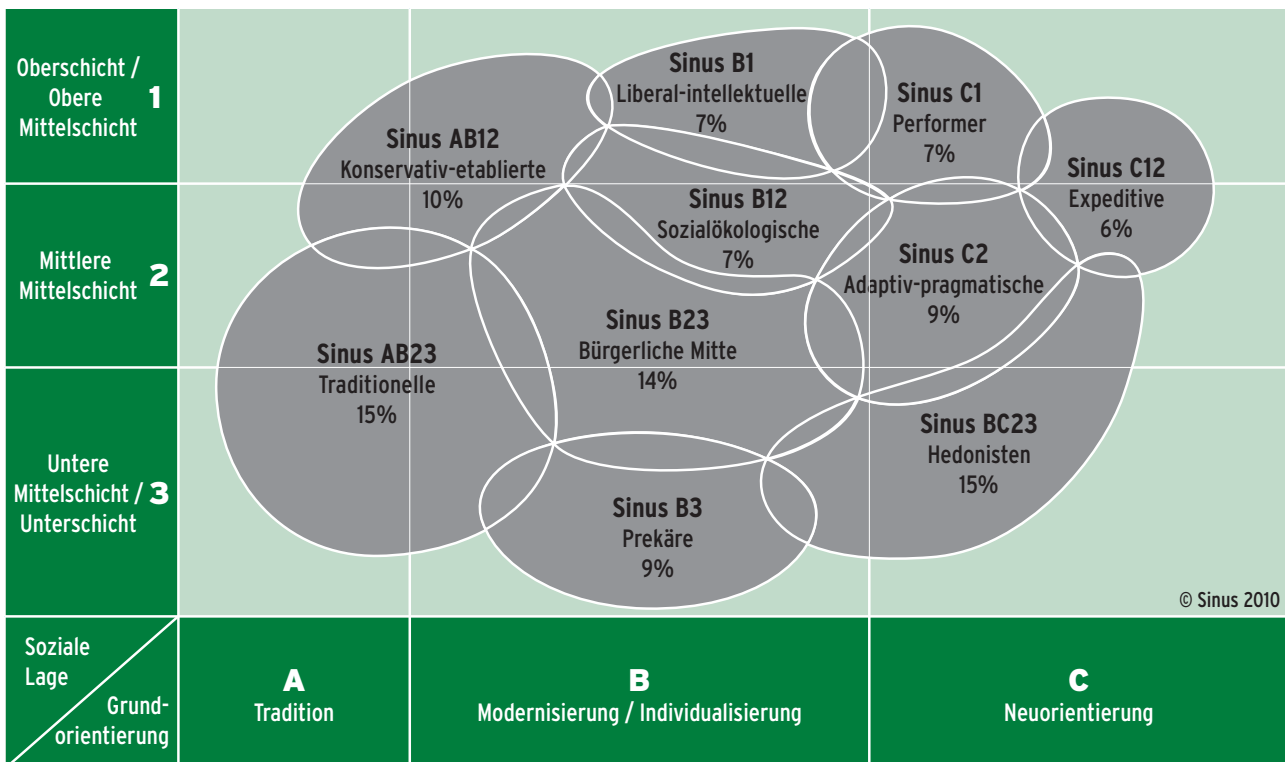 Oberschicht /
Obere
Mittelschicht
1
Mittlere
Mittelschicht
2
Untere
Mittelschicht /
Unterschicht
3
Sinus B1
Liberal-intellektuelle
7%
Sinus C1
Performer
7%
Sinus AB12
Konservativ-etablierte
10%
Sinus C12
Expeditive
6%
Sinus B12
Sozialökologische
7%
Sinus C2
Adaptiv-pragmatische
9%
Sinus B23
Bürgerliche Mitte
14%
Sinus AB23
Traditionelle
15%
Sinus BC23
Hedonisten
15%
Sinus B3
Prekäre
9%
© Sinus 2010
Soziale
Lage
Grund-
orientierung
A
Tradition
B
Modernisierung / Individualisierung
C
Neuorientierung